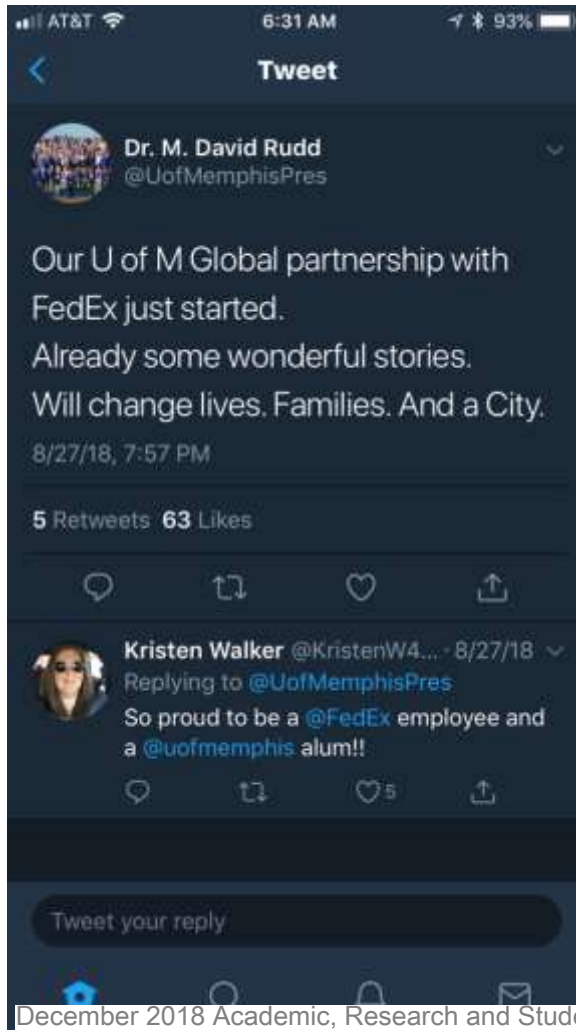 AT&T 6:31 AM 93%
Tweet
Dr. M. David Rudd
@UofMemphisPres
Our U of M Global partnership with
FedEx just started.
Already some wonderful stories.
Will change lives. Families. And a City.
8/27/18, 7:57 PM
5 Retweets 63 Likes
Kristen Walker @KristenW4... · 8/27/18
Replying to @UofMemphisPres
So proud to be a @FedEx employee and
a @uofmemphis alum!!
5
Tweet your reply
December 2018 Academic, Research and Stude